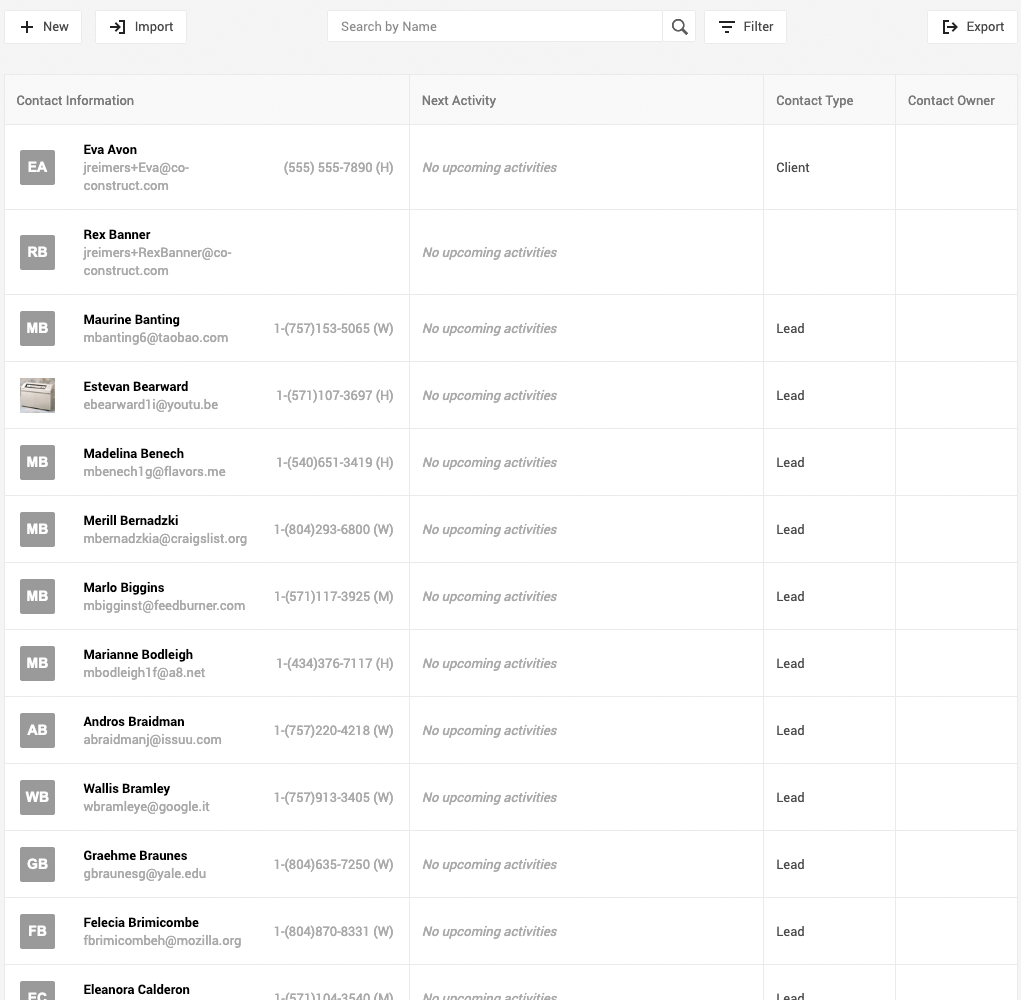 New
Import
Search by Name
Filter
Export
Contact Information
Next Activity
Contact Type
Contact Owner
EA
Eva Avon
jreimers+Eva@co-
construct.com
(555) 555-7890 (H)
No upcoming activities
Client
RB
Rex Banner
jreimers+RexBanner@co-
construct.com
No upcoming activities
MB
Maurine Banting
mbanting6@taobao.com
1-(757)153-5065 (W)
No upcoming activities
Lead
Estevan Bearward
ebearward1i@youtu.be
1-(571)107-3697 (H)
No upcoming activities
Lead
MB
Madelina Benech
mbenech1g@flavors.me
1-(540)651-3419 (H)
No upcoming activities
Lead
MB
Merill Bernadzki
mbernadzkia@craigslist.org
1-(804)293-6800 (W)
No upcoming activities
Lead
MB
Marlo Biggins
mbigginst@feedburner.com
1-(571)117-3925 (M)
No upcoming activities
Lead
MB
Marianne Bodleigh
mbodleigh1f@a8.net
1-(434)376-7117 (H)
No upcoming activities
Lead
AB
Andros Braidman
abraidmanj@issuu.com
1-(757)220-4218 (W)
No upcoming activities
Lead
WB
Wallis Bramley
wbramleye@google.it
1-(757)913-3405 (W)
No upcoming activities
Lead
GB
Graehme Braunes
gbraunesg@yale.edu
1-(804)635-7250 (W)
No upcoming activities
Lead
FB
Felecia Brimicombe
fbrimicombeh@mozilla.org
1-(804)870-8331 (W)
No upcoming activities
Lead
EC
Eleanora Calderon
1-(571)104-3540 (M)
No upcoming activities
Lead